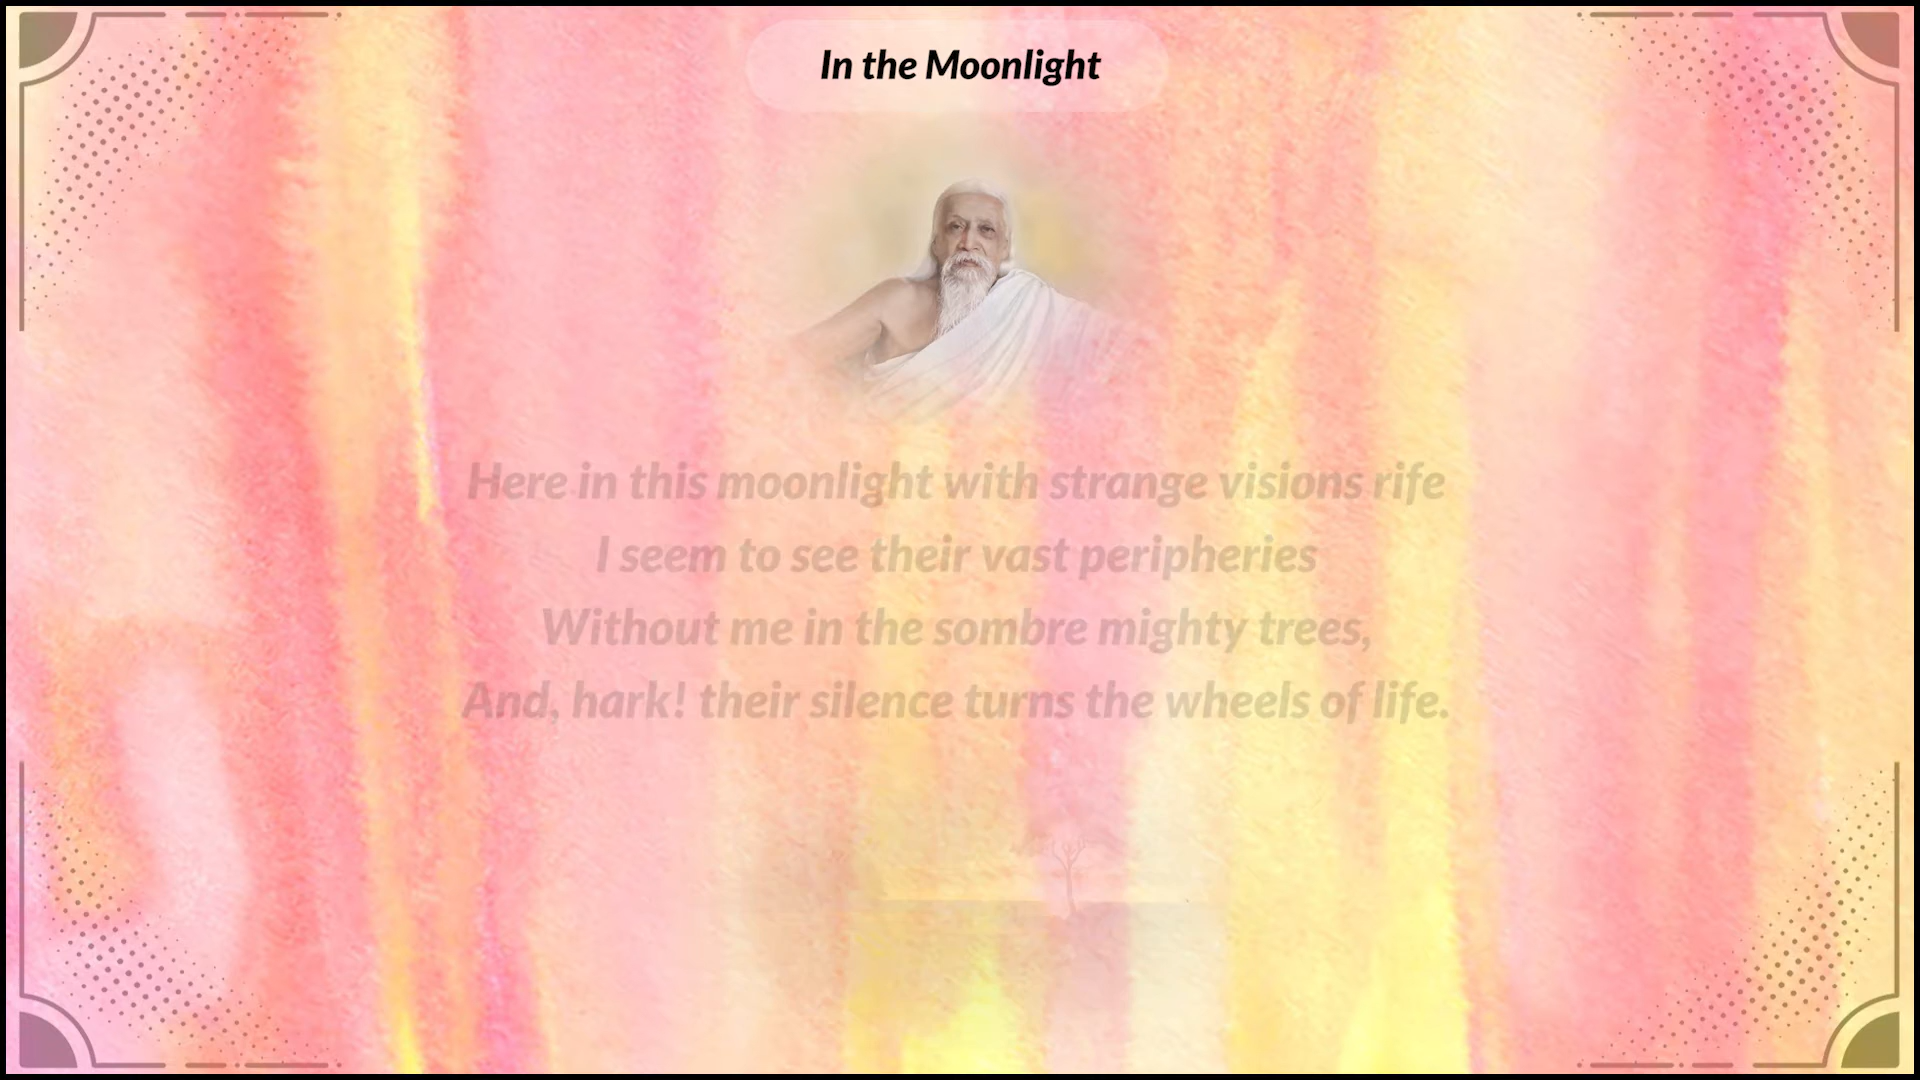 In the Moonlight
Here in this moonlight with strange visions rife
I seem to see their vast peripheries
Without me in the sombre mighty trees,
And, hark! their silence turns the wheels of life.